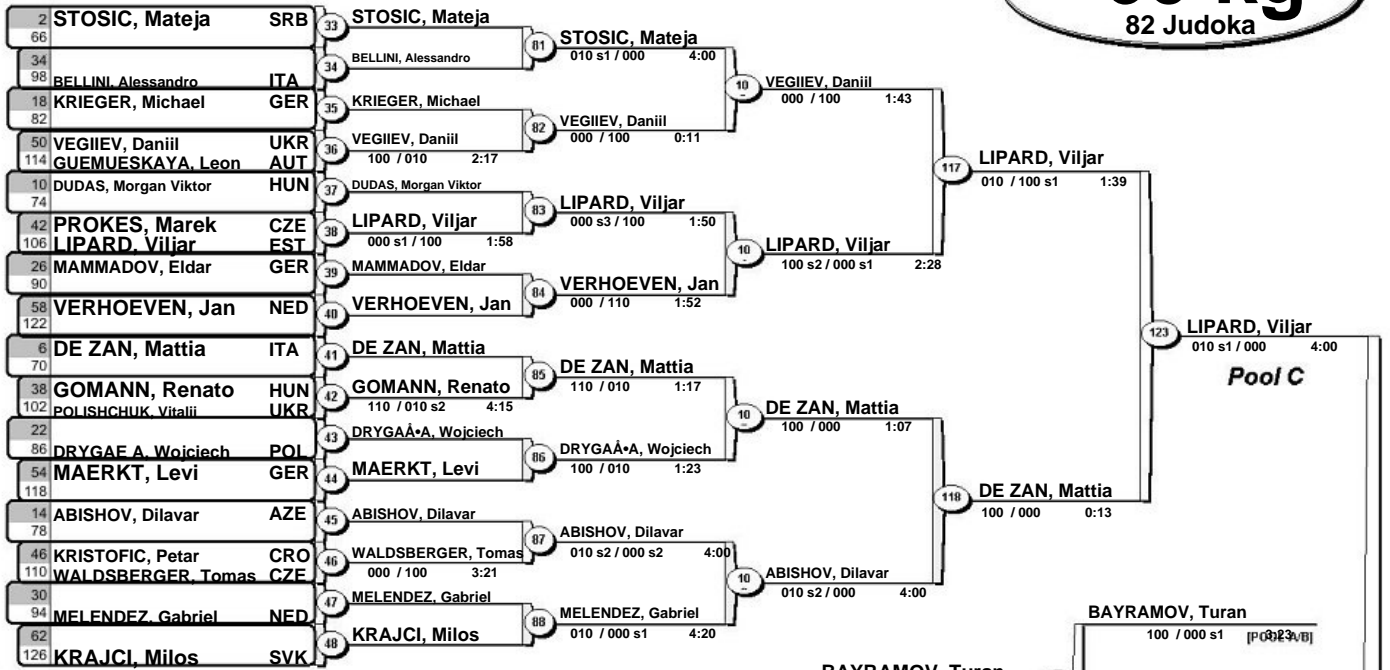 82 Judoka
2 STOSIC, Mateja SRB
66
34
98 BELLINI, Alessandro ITA
18 KRIEGER, Michael GER
82
50 VEGIIEV, Daniil UKR
114 GUEMUESKAYA, Leon AUT
10 DUDAS, Morgan Viktor HUN
74
42 PROKES, Marek CZE
106 LIPARD, Viljar EST
26 MAMMADOV, Eldar GER
90
58 VERHOEVEN, Jan NED
122
6 DE ZAN, Mattia ITA
70
38 GOMANN, Renato HUN
102 POLISHCHUK, Vitalii UKR
22
86 DRYGAE A, Wojciech POL
54 MAERKT, Levi GER
118
14 ABISHOV, Dilavar AZE
78
46 KRISTOFIC, Petar CRO
110 WALDSBERGER, Tomas CZE
30
94 MELENDEZ, Gabriel NED
62
126 KRAJCI, Milos SVK
33 STOSIC, Mateja
34 BELLINI, Alessandro
35 KRIEGER, Michael
36 VEGIIEV, Daniil
100 / 010 2:17
37 DUDAS, Morgan Viktor
38 LIPARD, Viljar
000 s1 / 100 1:58
39 MAMMADOV, Eldar
40 VERHOEVEN, Jan
41 DE ZAN, Mattia
42 GOMANN, Renato
110 / 010 s2 4:15
43 DRYGAÅ•A, Wojciech
44 MAERKT, Levi
45 ABISHOV, Dilavar
46 WALDSBERGER, Tomas
000 / 100 3:21
47 MELENDEZ, Gabriel
48 KRAJCI, Milos
81 STOSIC, Mateja
010 s1 / 000 4:00
82 VEGIIEV, Daniil
000 / 100 0:11
83 LIPARD, Viljar
000 s3 / 100 1:50
84 VERHOEVEN, Jan
000 / 110 1:52
85 DE ZAN, Mattia
110 / 010 1:17
86 DRYGAÅ•A, Wojciech
100 / 010 1:23
87 ABISHOV, Dilavar
010 s2 / 000 s2 4:00
88 MELENDEZ, Gabriel
010 / 000 s1 4:20
10 VEGIIEV, Daniil
000 / 100 1:43
10 LIPARD, Viljar
100 s2 / 000 s1 2:28
10 DE ZAN, Mattia
100 / 000 1:07
10 ABISHOV, Dilavar
010 s2 / 000 4:00
117 LIPARD, Viljar
010 / 100 s1 1:39
118 DE ZAN, Mattia
100 / 000 0:13
123 LIPARD, Viljar
010 s1 / 000 4:00
Pool C
BAYRAMOV, Turan
100 / 000 s1 3:23
BAYRAMOV, Turan